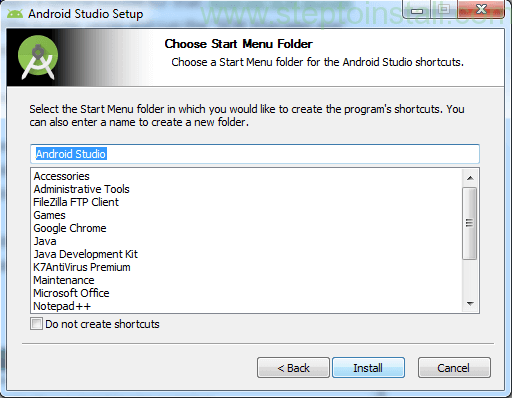 Android Studio Setup
www.steptoinstall.com
Choose Start Menu Folder
Choose a Start Menu folder for the Android Studio shortcuts.
Select the Start Menu folder in which you would like to create the program's shortcuts. You
can also enter a name to create a new folder.
Android Studio
Accessories
Administrative Tools
FileZilla FTP Client
Games
Google Chrome
Java
Java Development Kit
K7AntiVirus Premium
Maintenance
Microsoft Office
Notepad++
Do not create shortcuts
< Back
Install
Cancel